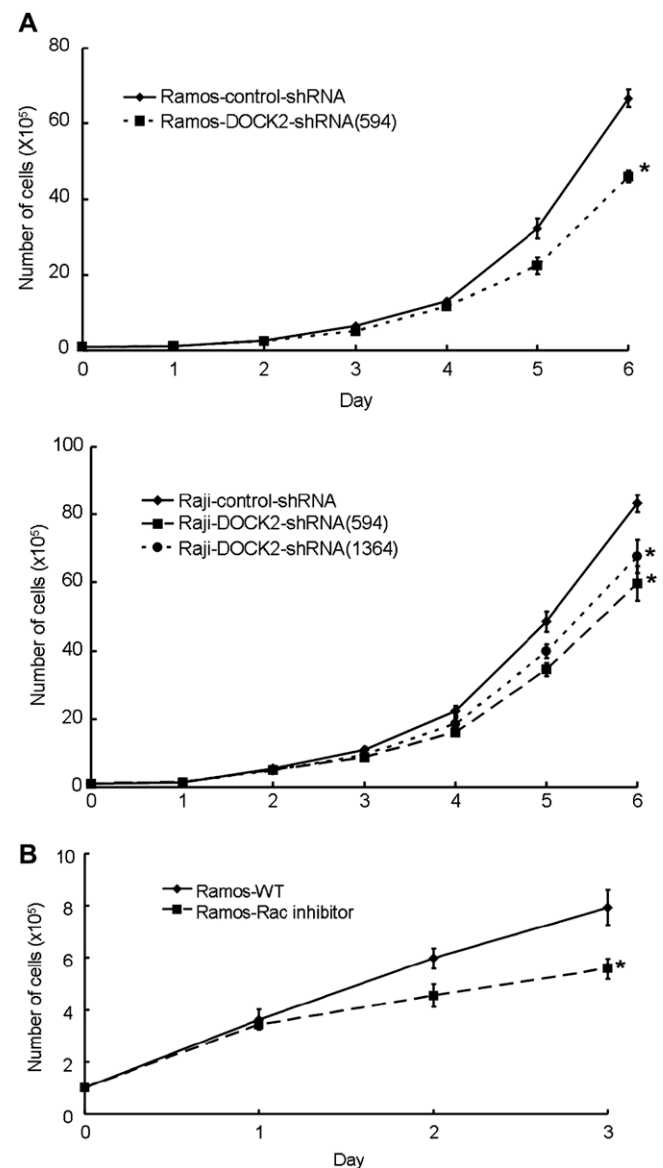 A
80
Ramos-control-shRNA
Ramos-DOCK2-shRNA(594)
60
40
20
0
Number of cells (X10⁵)
*
0 1 2 3 4 5 6
Day
100
Raji-control-shRNA
Raji-DOCK2-shRNA(594)
Raji-DOCK2-shRNA(1364)
80
60
40
20
0
Number of cells (x10⁵)
*
*
0 1 2 3 4 5 6
B
10
Ramos-WT
Ramos-Rac inhibitor
8
6
4
2
0
Number of cells (x10⁵)
*
0 1 2 3
Day